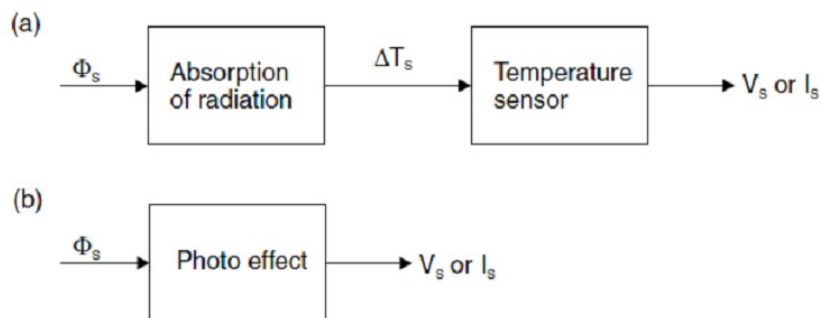 (a)
Φₛ
Absorption
of radiation
ΔTₛ
Temperature
sensor
Vₛ or Iₛ
(b)
Φₛ
Photo effect
Vₛ or Iₛ